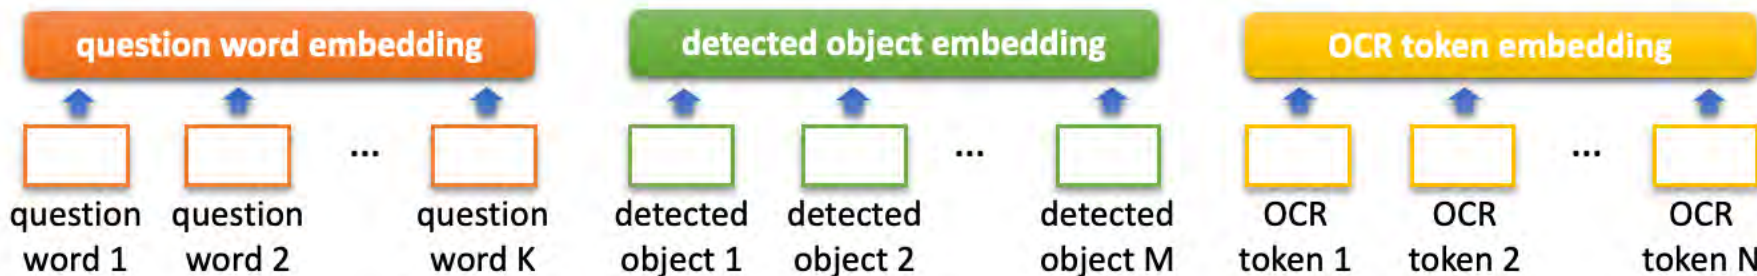 question word embedding
detected object embedding
OCR token embedding
... ... ...
question word 1
question word 2
question word K
detected object 1
detected object 2
detected object M
OCR token 1
OCR token 2
OCR token N